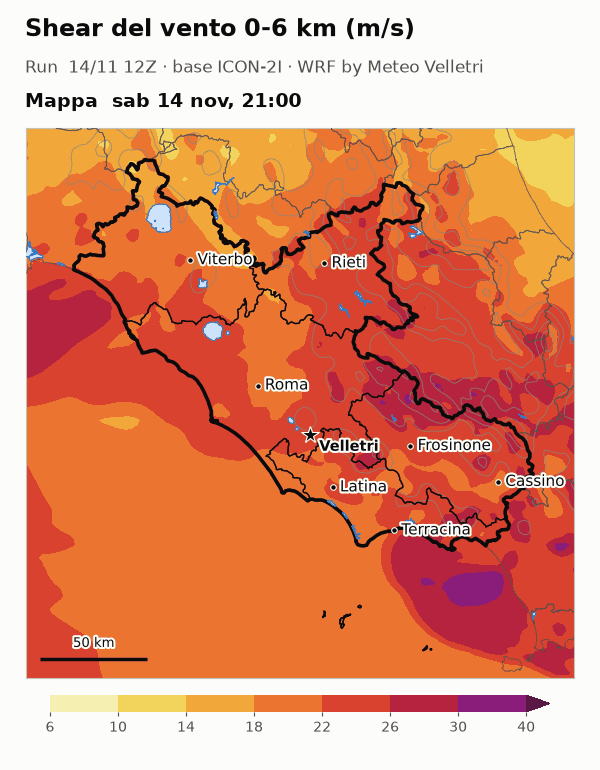 Shear del vento 0-6 km (m/s)
Run  14/11 12Z · base ICON-2I · WRF by Meteo Velletri
Mappa  sab 14 nov, 21:00
Viterbo
Rieti
Roma
Velletri
Frosinone
Cassino
Latina
Terracina
50 km
6 10 14 18 22 26 30 40